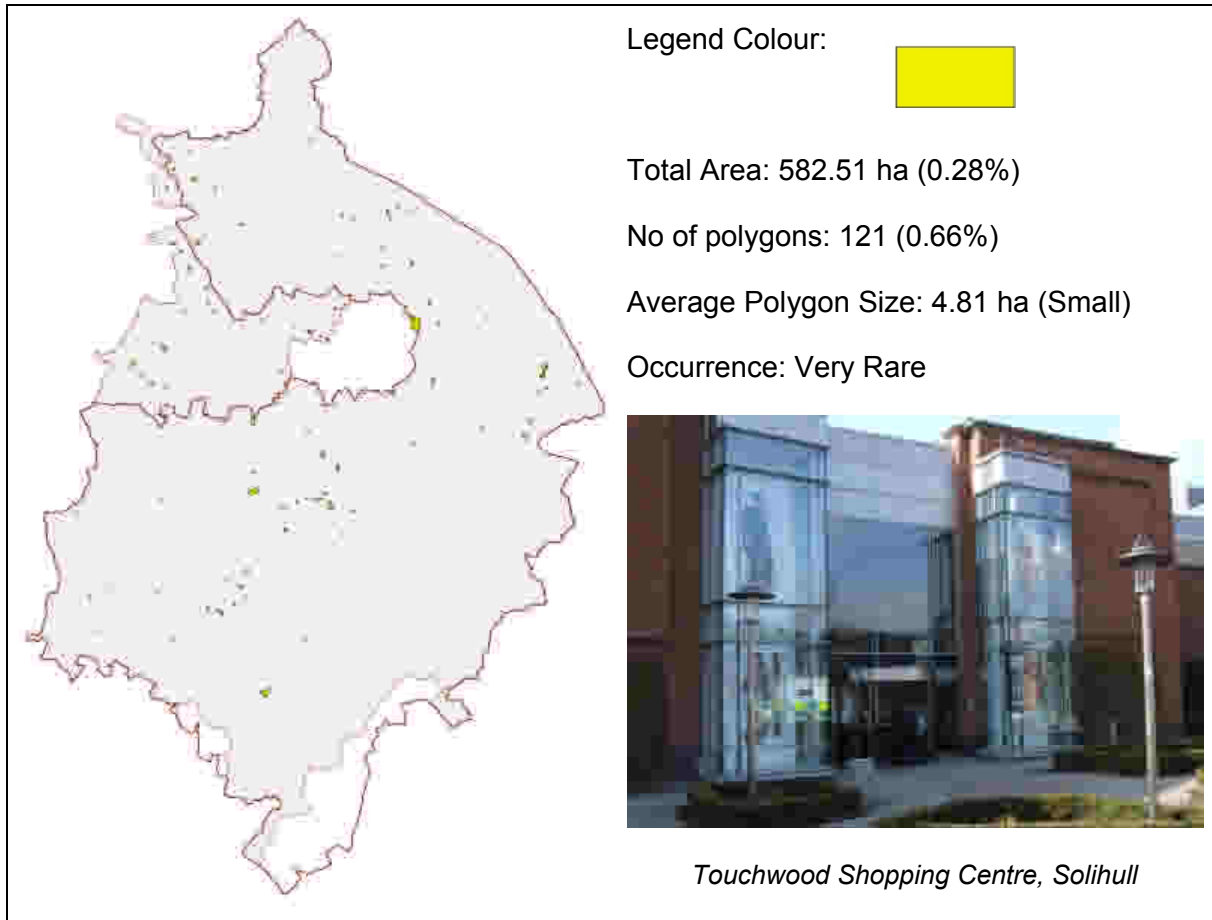 Legend Colour:
Total Area: 582.51 ha (0.28%)
No of polygons: 121 (0.66%)
Average Polygon Size: 4.81 ha (Small)
Occurrence: Very Rare
Touchwood Shopping Centre, Solihull